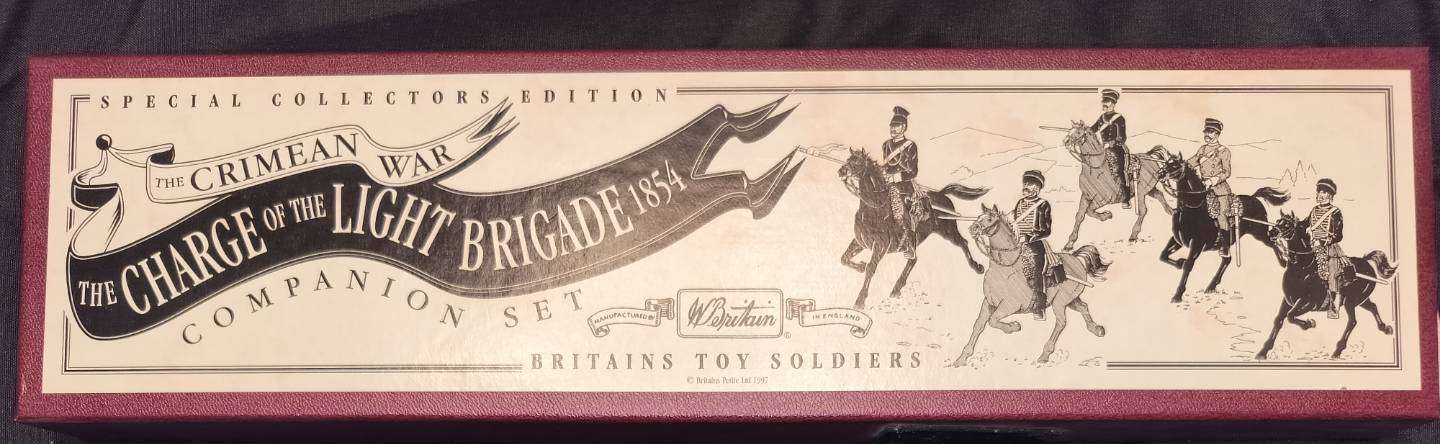 SPECIAL COLLECTORS EDITION
THE CRIMEAN WAR
THE CHARGE OF THE LIGHT BRIGADE 1854
COMPANION SET
MANUFACTURED BY
W. Britain
IN ENGLAND
BRITAINS TOY SOLDIERS
© Britains Petite Ltd 1997